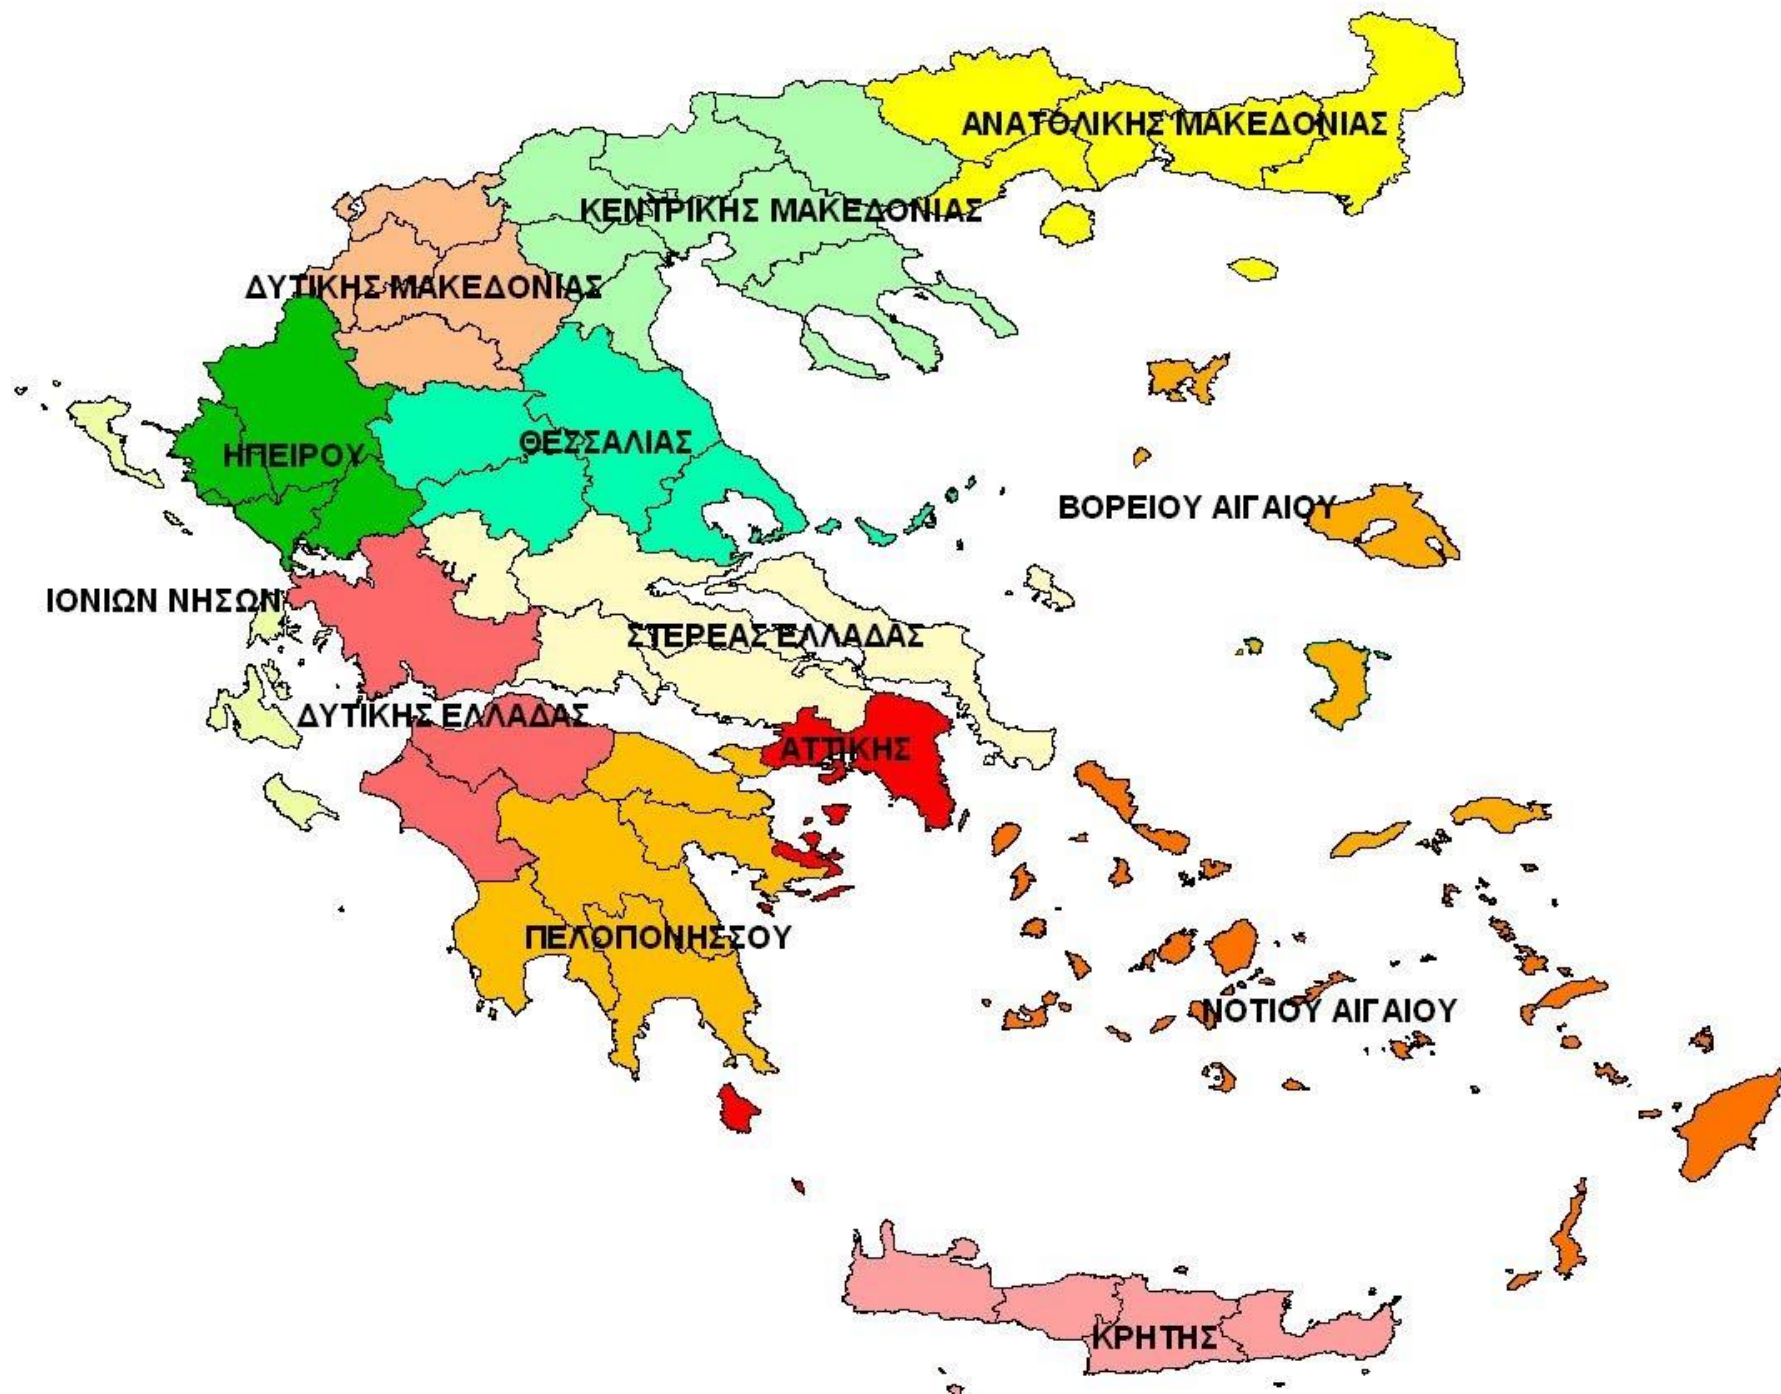 ΑΝΑΤΟΛΙΚΗΣ ΜΑΚΕΔΟΝΙΑΣ
ΚΕΝΤΡΙΚΗΣ ΜΑΚΕΔΟΝΙΑΣ
ΔΥΤΙΚΗΣ ΜΑΚΕΔΟΝΙΑΣ
ΘΕΣΣΑΛΙΑΣ
ΗΠΕΙΡΟΥ
ΒΟΡΕΙΟΥ ΑΙΓΑΙΟΥ
ΙΟΝΙΩΝ ΝΗΣΩΝ
ΣΤΕΡΕΑΣ ΕΛΛΑΔΑΣ
ΔΥΤΙΚΗΣ ΕΛΛΑΔΑΣ
ΑΤΤΙΚΗΣ
ΠΕΛΟΠΟΝΗΣΣΟΥ
ΝΟΤΙΟΥ ΑΙΓΑΙΟΥ
ΚΡΗΤΗΣ